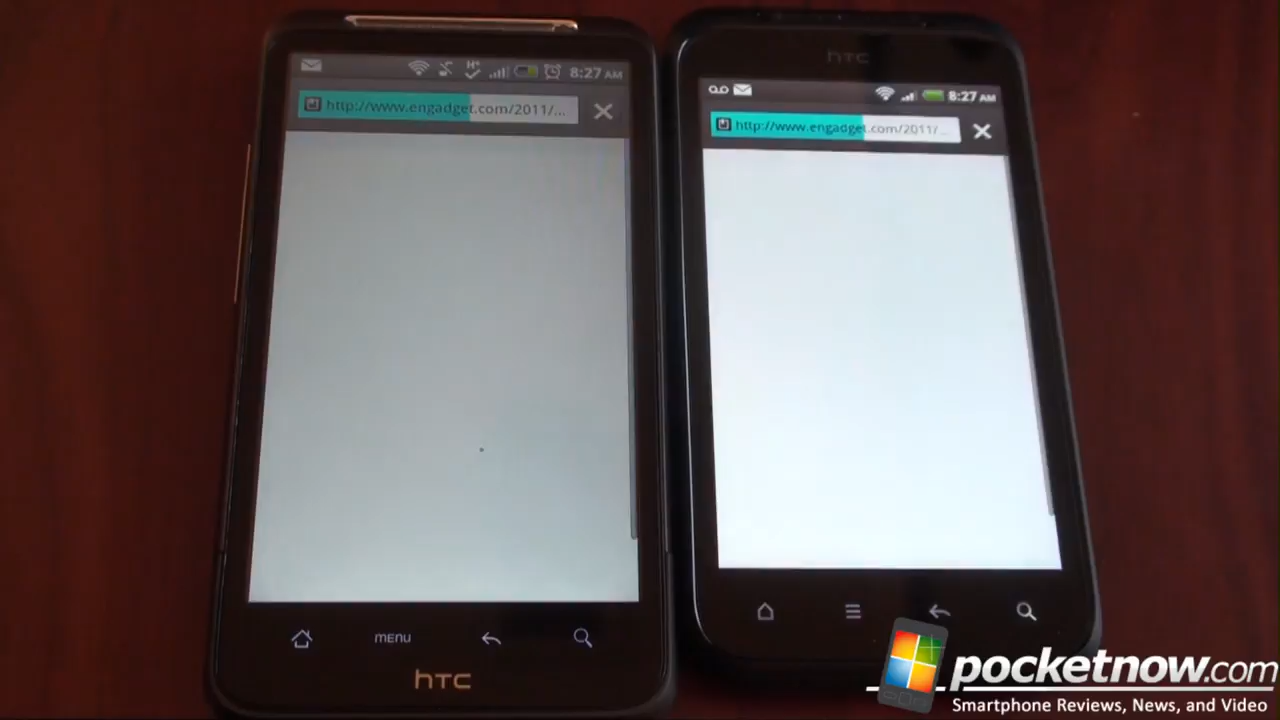 8:27 AM
http://www.engadget.com/2011/...
MENU
htc
htc
8:27 AM
http://www.engadget.com/2011/...
pocketnow.com
Smartphone Reviews, News, and Video